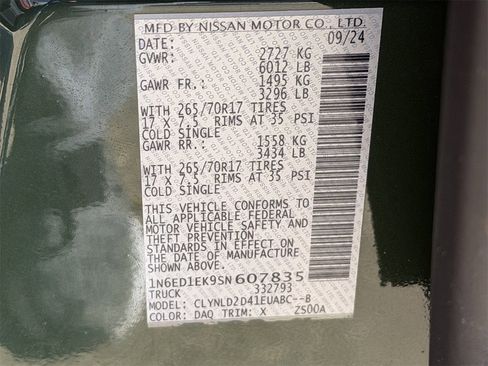 MFD BY NISSAN MOTOR CO., LTD.
DATE: 09/24
GVWR: 2727 KG
6012 LB
GAWR FR.: 1495 KG
3296 LB
WITH 265/70R17 TIRES
17 X 7.5 RIMS AT 35 PSI
COLD SINGLE
GAWR RR.: 1558 KG
3434 LB
WITH 265/70R17 TIRES
17 X 7.5 RIMS AT 35 PSI
COLD SINGLE
THIS VEHICLE CONFORMS TO
ALL APPLICABLE FEDERAL
MOTOR VEHICLE SAFETY
AND THEFT PREVENTION
STANDARDS IN EFFECT ON
THE DATE OF MANUFACTURE
SHOWN ABOVE.
1N6ED1EK9SN607835
TRUCK 332793
MODEL: CLYNLD2D41EUABC--B
COLOR: DAQ TRIM: X ZS00A